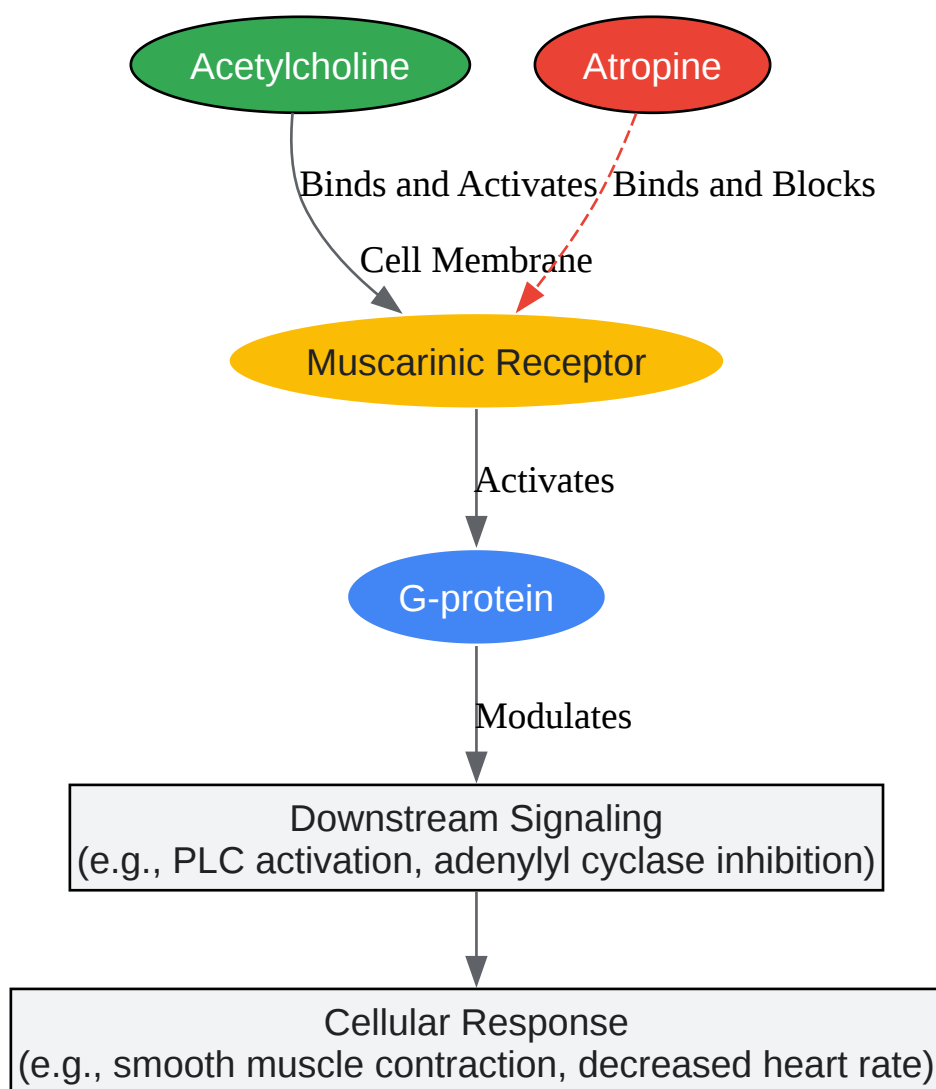 Acetylcholine
Atropine
Binds and Activates
Binds and Blocks
Cell Membrane
Muscarinic Receptor
Activates
G-protein
Modulates
Downstream Signaling
(e.g., PLC activation, adenylyl cyclase inhibition)
Cellular Response
(e.g., smooth muscle contraction, decreased heart rate)